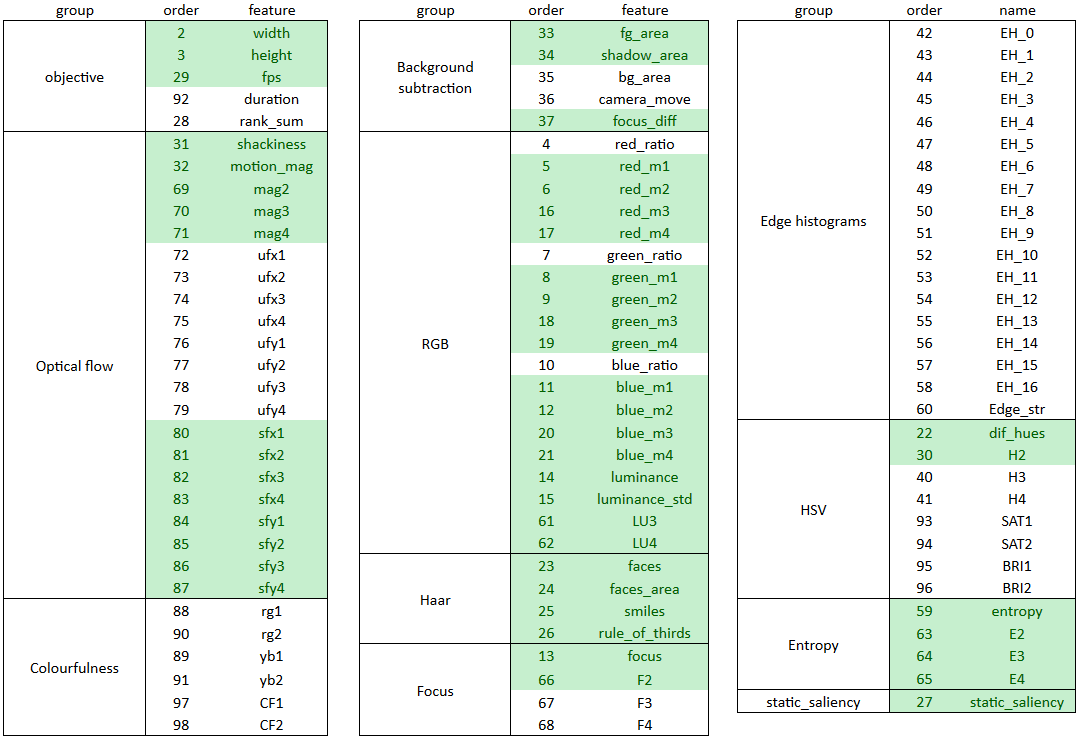 group order feature
objective
2 width
3 height
29 fps
92 duration
28 rank_sum
Optical flow
31 shackiness
32 motion_mag
69 mag2
70 mag3
71 mag4
72 ufx1
73 ufx2
74 ufx3
75 ufx4
76 ufy1
77 ufy2
78 ufy3
79 ufy4
80 sfx1
81 sfx2
82 sfx3
83 sfx4
84 sfy1
85 sfy2
86 sfy3
87 sfy4
Colourfulness
88 rg1
90 rg2
89 yb1
91 yb2
97 CF1
98 CF2
group order feature
Background
subtraction
33 fg_area
34 shadow_area
35 bg_area
36 camera_move
37 focus_diff
RGB
4 red_ratio
5 red_m1
6 red_m2
16 red_m3
17 red_m4
7 green_ratio
8 green_m1
9 green_m2
18 green_m3
19 green_m4
10 blue_ratio
11 blue_m1
12 blue_m2
20 blue_m3
21 blue_m4
14 luminance
15 luminance_std
61 LU3
62 LU4
Haar
23 faces
24 faces_area
25 smiles
26 rule_of_thirds
Focus
13 focus
66 F2
67 F3
68 F4
group order name
Edge histograms
42 EH_0
43 EH_1
44 EH_2
45 EH_3
46 EH_4
47 EH_5
48 EH_6
49 EH_7
50 EH_8
51 EH_9
52 EH_10
53 EH_11
54 EH_12
55 EH_13
56 EH_14
57 EH_15
58 EH_16
60 Edge_str
HSV
22 dif_hues
30 H2
40 H3
41 H4
93 SAT1
94 SAT2
95 BRI1
96 BRI2
Entropy
59 entropy
63 E2
64 E3
65 E4
static_saliency 27 static_saliency